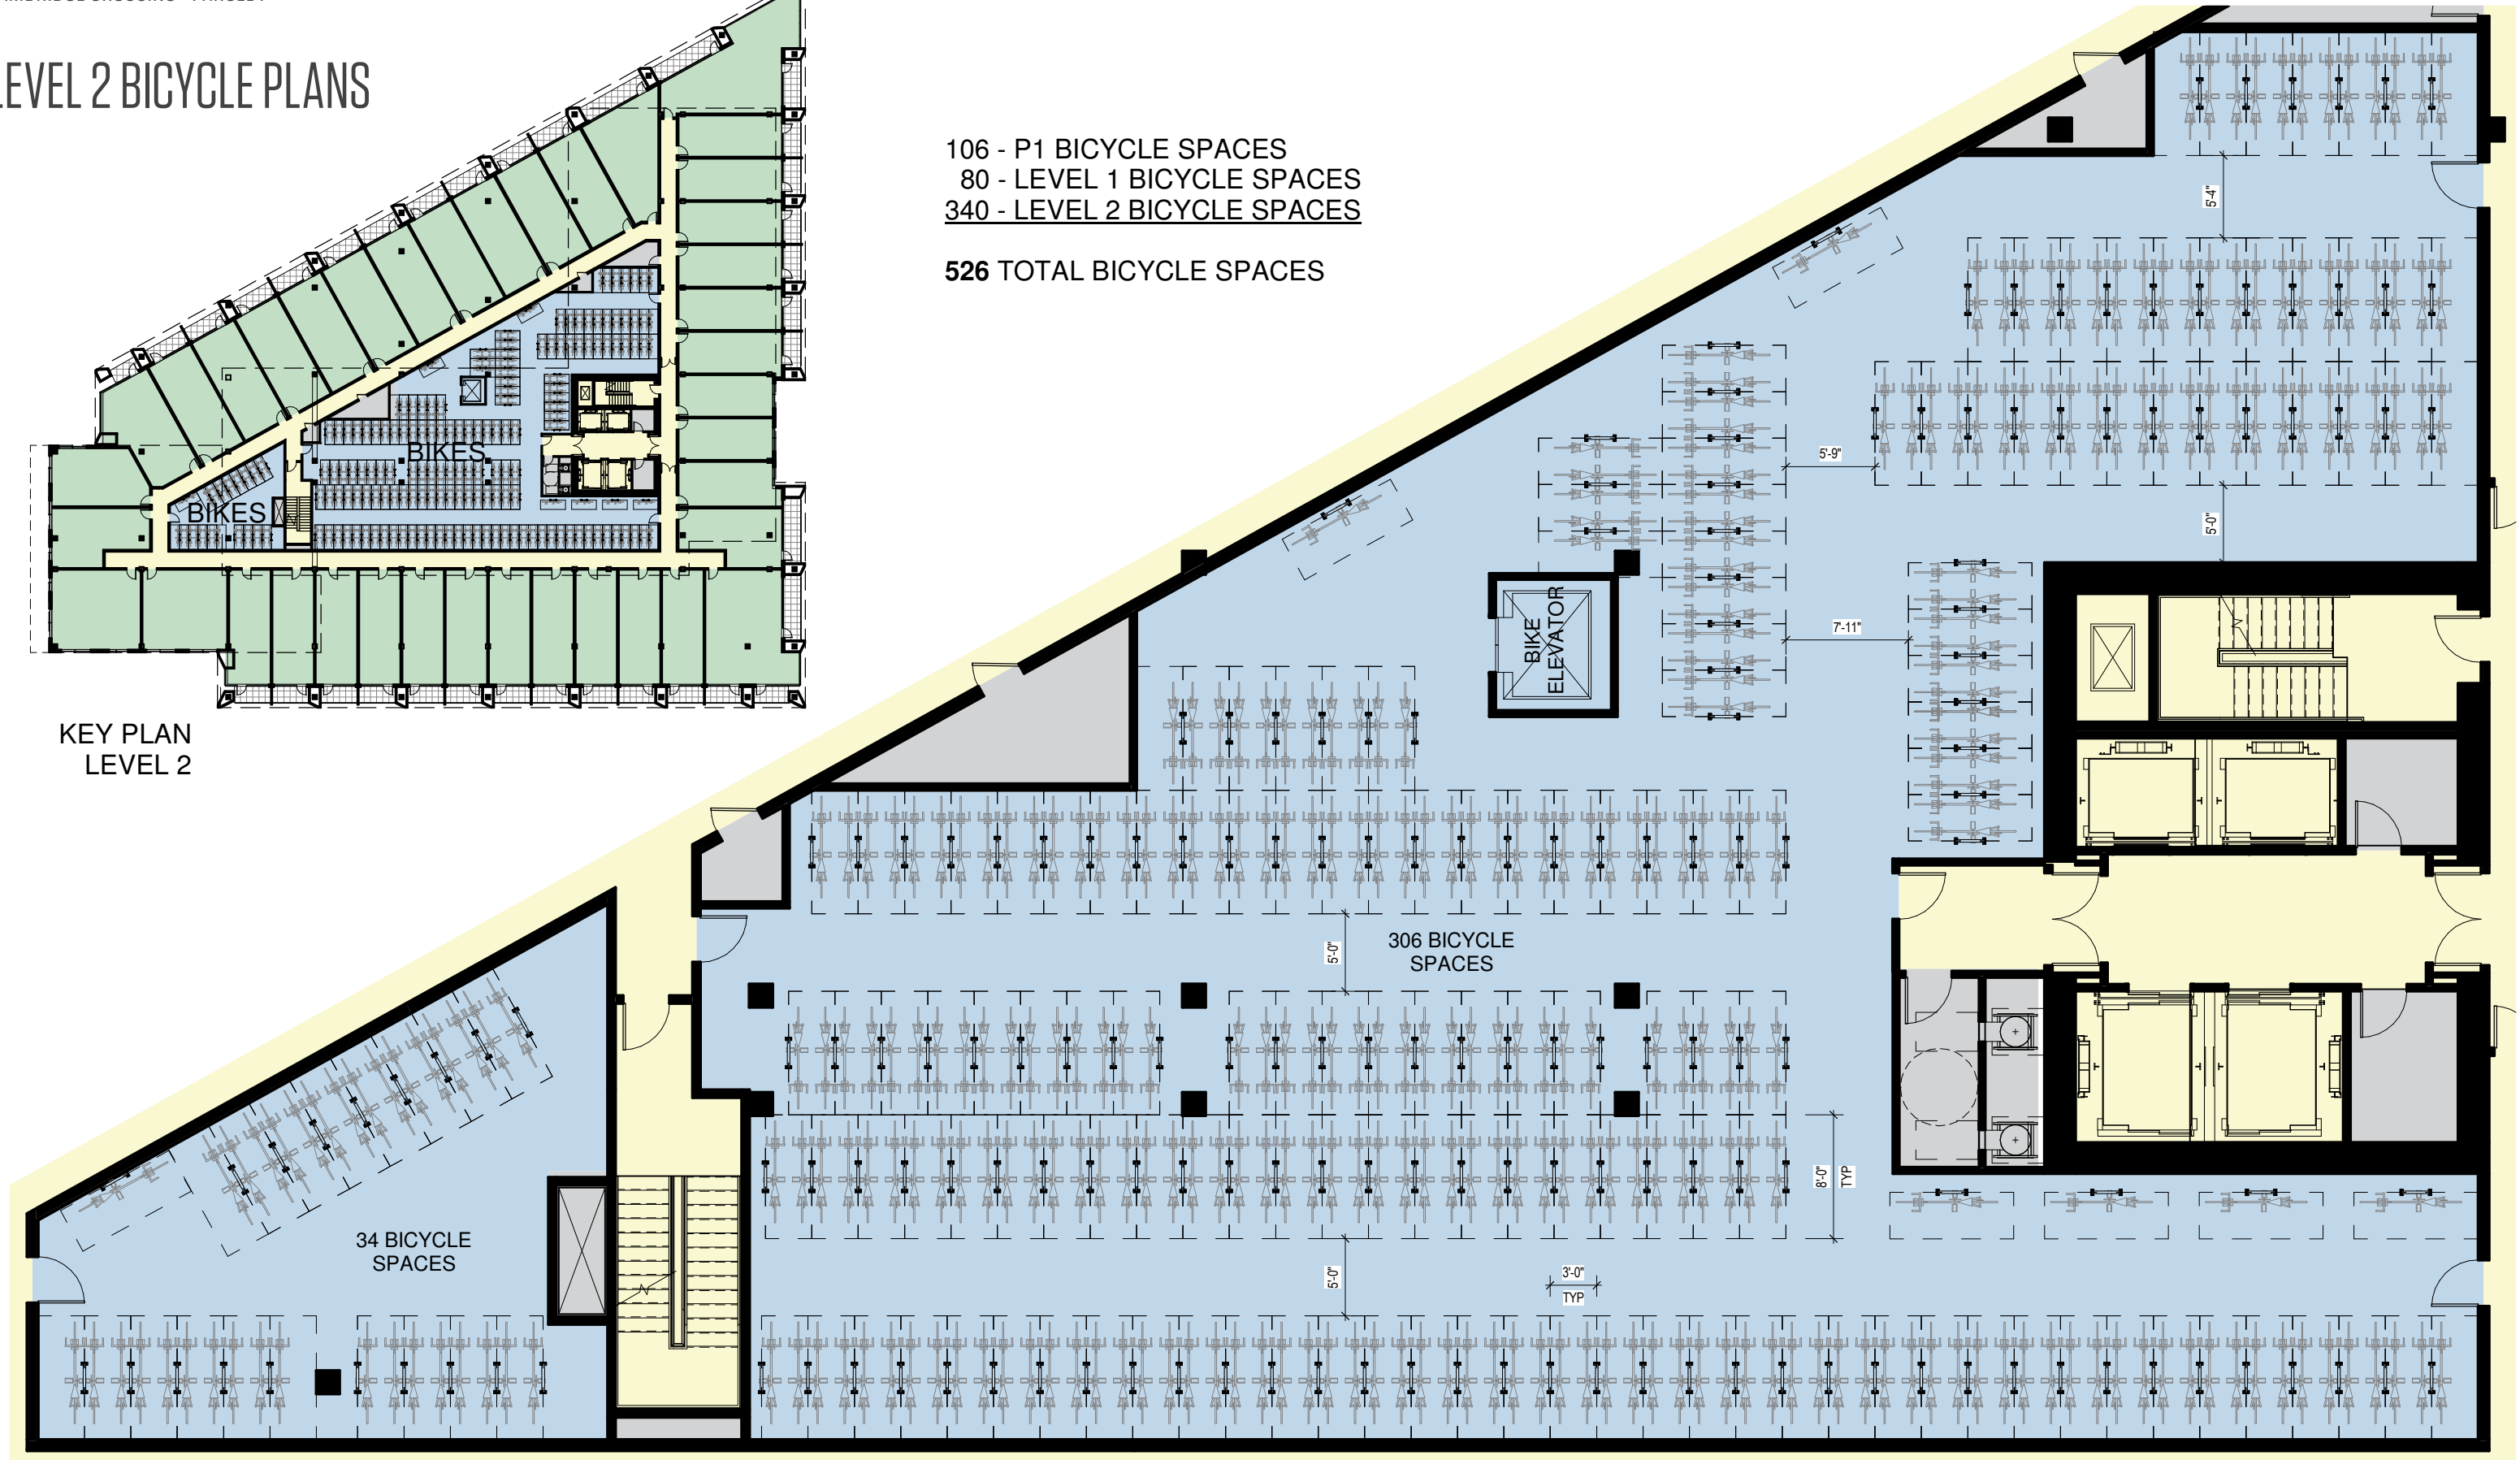 LEVEL 2 BICYCLE PLANS
106 - P1 BICYCLE SPACES
80 - LEVEL 1 BICYCLE SPACES
340 - LEVEL 2 BICYCLE SPACES
526 TOTAL BICYCLE SPACES
BIKES
BIKES
KEY PLAN
LEVEL 2
5'-4"
5'-9"
5'-0"
7'-11"
BIKE
ELEVATOR
306 BICYCLE
SPACES
5'-0"
8'-0"
TYP
34 BICYCLE
SPACES
5'-0"
3'-0"
TYP